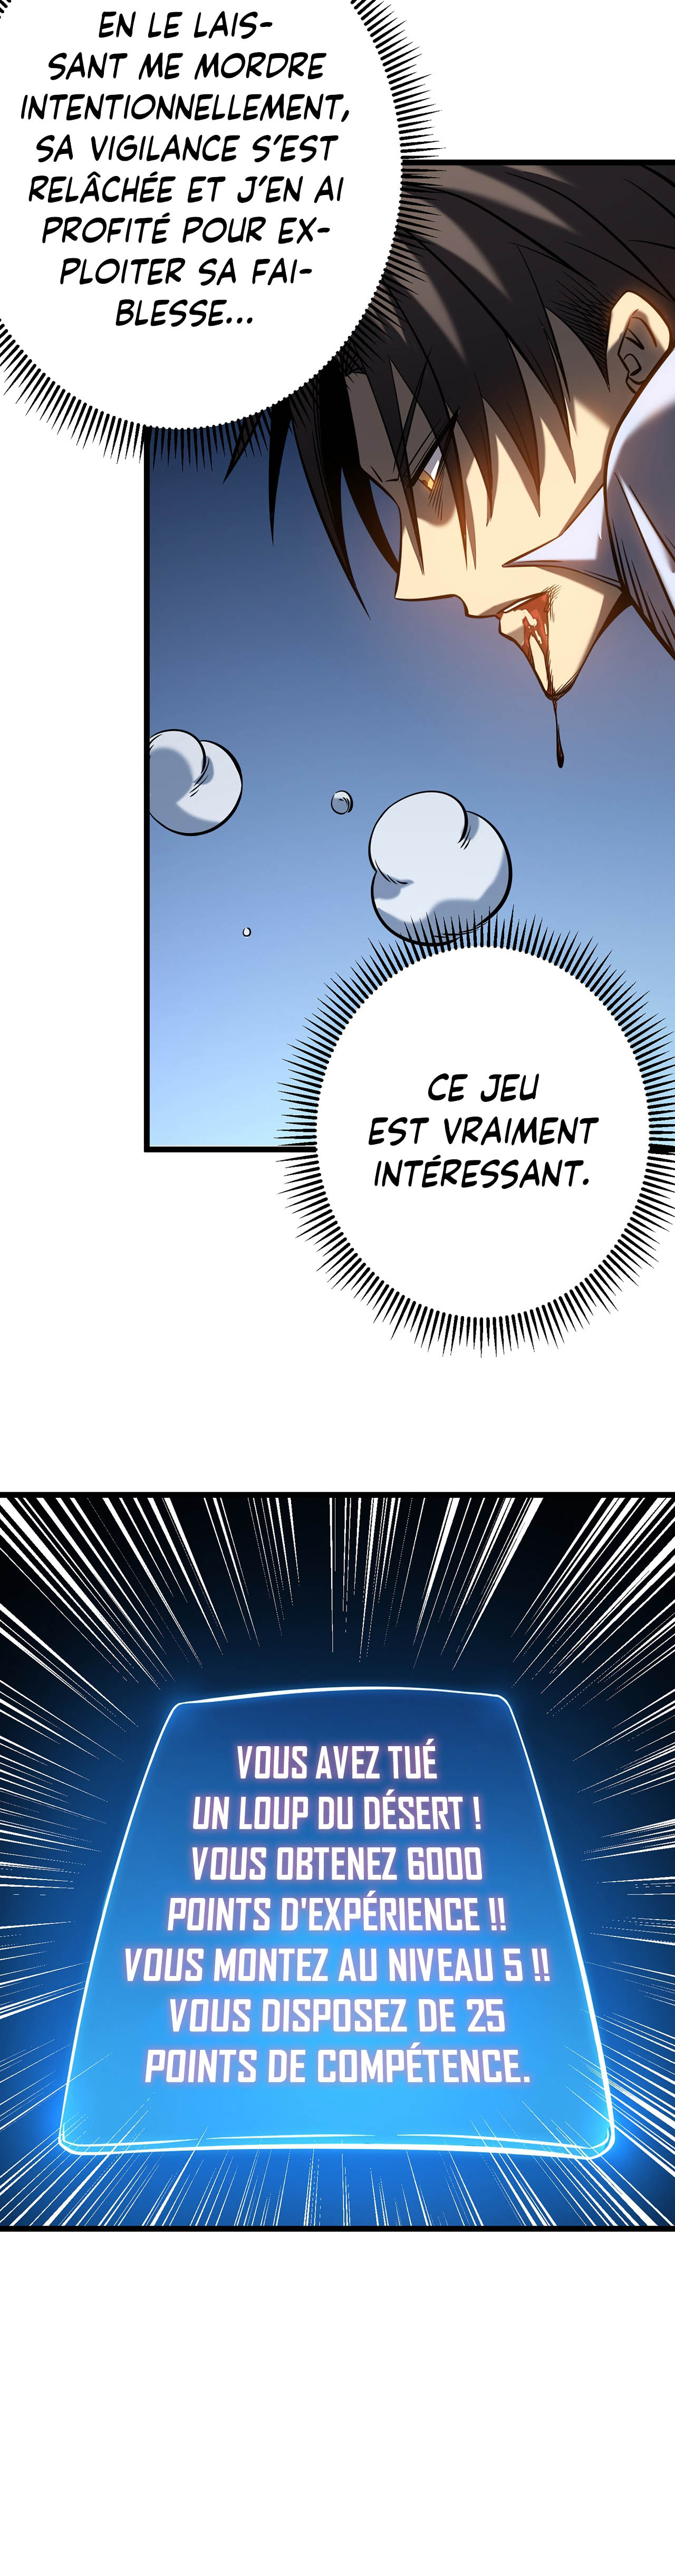 EN LE LAIS-
SANT ME MORDRE
INTENTIONNELLEMENT,
SA VIGILANCE S'EST
RELÂCHÉE ET J'EN AI
PROFITÉ POUR EX-
PLOITER SA FAI-
BLESSE...
CE JEU
EST VRAIMENT
INTÉRESSANT.
VOUS AVEZ TUÉ
UN LOUP DU DÉSERT !
VOUS OBTENEZ 6000
POINTS D'EXPÉRIENCE !!
VOUS MONTEZ AU NIVEAU 5 !!
VOUS DISPOSEZ DE 25
POINTS DE COMPÉTENCE.